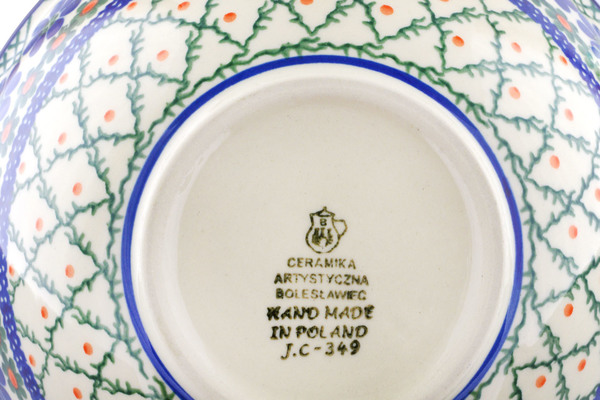 B
CERAMIKA
ARTYSTYCZNA
BOLESŁAWIEC
HAND MADE
IN POLAND
J.C-349